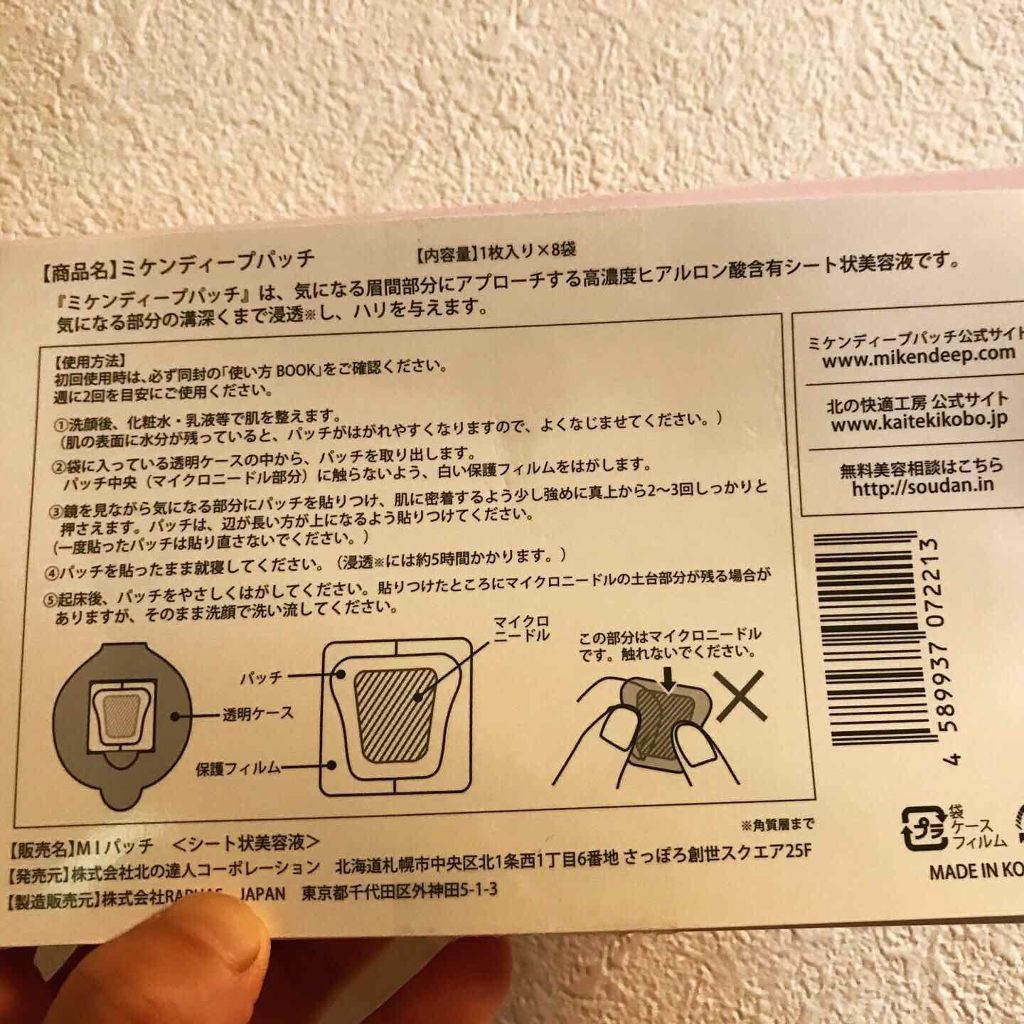 【商品名】ミケンディープパッチ 【内容量】1枚入り×8袋
『ミケンディープパッチ』は、気になる眉間部分にアプローチする高濃度ヒアルロン酸含有シート状美容液です。
気になる部分の溝深くまで浸透※し、ハリを与えます。
【使用方法】
初回使用時は、必ず同封の「使い方 BOOK」をご確認ください。
週に2回を目安にご使用ください。
①洗顔後、化粧水・乳液等で肌を整えます。
（肌の表面に水分が残っていると、パッチがはがれやすくなりますので、よくなじませてください。）
②袋に入っている透明ケースの中から、パッチを取り出します。
パッチ中央（マイクロニードル部分）に触らないよう、白い保護フィルムをはがします。
③鏡を見ながら気になる部分にパッチを貼りつけ、肌に密着するよう少し強めに真上から2〜3回しっかりと
押さえます。パッチは、辺が長い方が上になるよう貼りつけてください。
（一度貼ったパッチは貼り直さないでください。）
④パッチを貼ったまま就寝してください。（浸透※には約5時間かかります。）
⑤起床後、パッチをやさしくはがしてください。貼りつけたところにマイクロニードルの土台部分が残る場合が
ありますが、そのまま洗顔で洗い流してください。
マイクロ
ニードル
パッチ
透明ケース
保護フィルム
この部分はマイクロニードル
です。触れないでください。
※角質層まで
ミケンディープパッチ公式サイト
www.mikendeep.com
北の快適工房 公式サイト
www.kaitekikobo.jp
無料美容相談はこちら
http://soudan.in
4 589937 072213
プラ
袋
ケース
フィルム
MADE IN KO
【販売名】MIパッチ ＜シート状美容液＞
【発売元】株式会社北の達人コーポレーション 北海道札幌市中央区北1条西1丁目6番地 さっぽろ創世スクエア25F
【製造販売元】株式会社 JAPAN 東京都千代田区外神田5-1-3